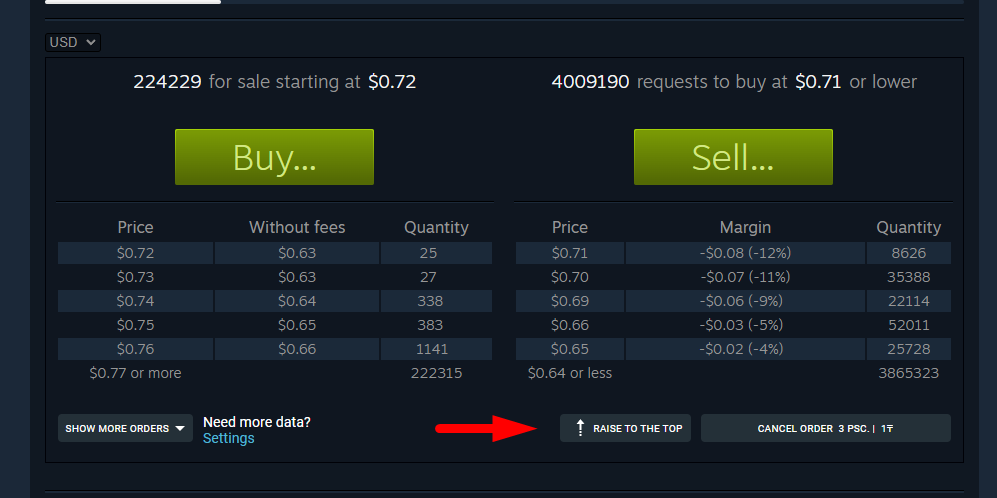 USD
224229 for sale starting at $0.72
4009190 requests to buy at $0.71 or lower
Buy...
Sell...
Price Without fees Quantity
$0.72 $0.63 25
$0.73 $0.63 27
$0.74 $0.64 338
$0.75 $0.65 383
$0.76 $0.66 1141
$0.77 or more 222315
Price Margin Quantity
$0.71 -$0.08 (-12%) 8626
$0.70 -$0.07 (-11%) 35388
$0.69 -$0.06 (-9%) 22114
$0.66 -$0.03 (-5%) 52011
$0.65 -$0.02 (-4%) 25728
$0.64 or less 3865323
SHOW MORE ORDERS
Need more data?
Settings
RAISE TO THE TOP
CANCEL ORDER 3 PSC. | 1₸